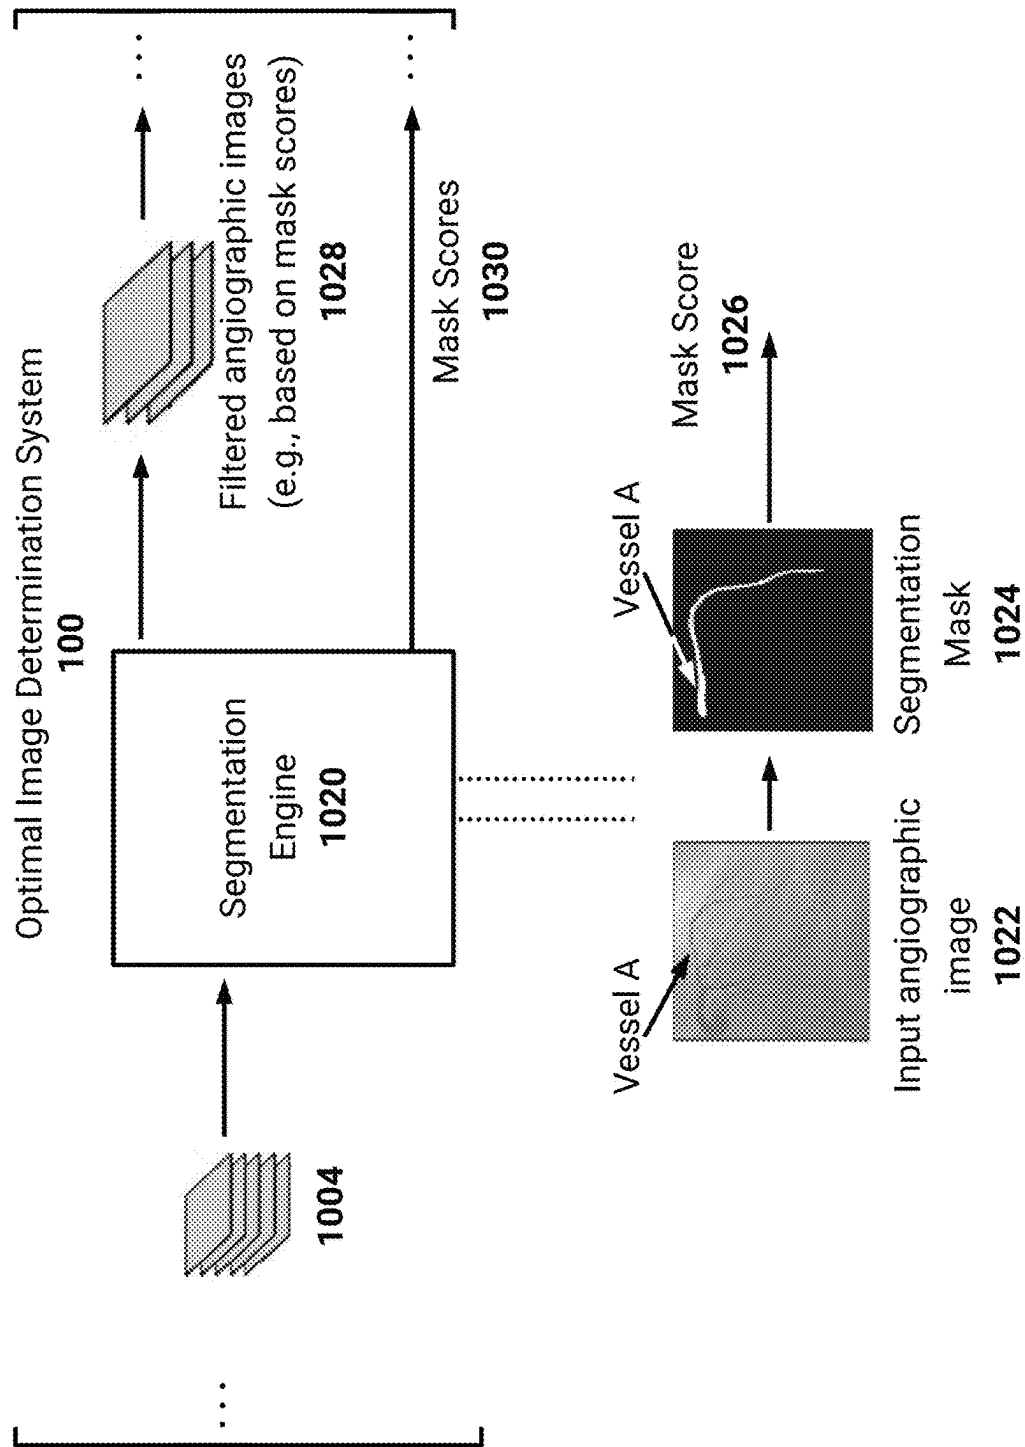 Optimal Image Determination System
100
...
1004
Segmentation
Engine
1020
...
Filtered angiographic images
(e.g., based on mask scores)
1028
...
Mask Scores
1030
Vessel A
Input angiographic
image
1022
Vessel A
Segmentation
Mask
1024
Mask Score
1026